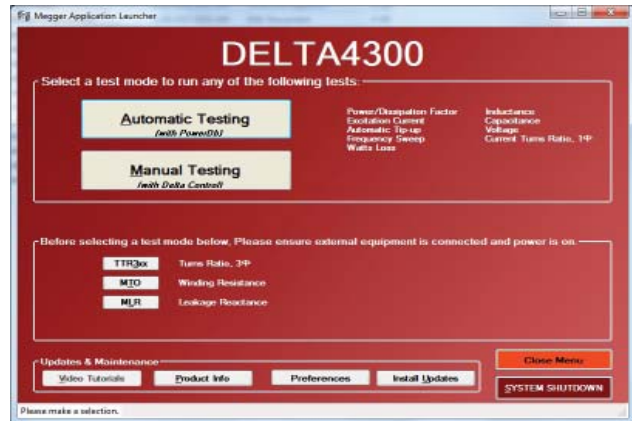 Megger Application Launcher
DELTA4300
Select a test mode to run any of the following tests:
Automatic Testing
(with PowerDb)
Manual Testing
(with Delta Control)
Power/Dissipation Factor
Excitation Current
Automatic Tip-up
Frequency Sweep
Watts Loss
Inductance
Capacitance
Voltage
Current Turns Ratio, 1Φ
Before selecting a test mode below, Please ensure external equipment is connected and power is on.
TTR3xx Turns Ratio, 3Φ
MTO Winding Resistance
MLR Leakage Reactance
Updates & Maintenance
Video Tutorials Product Info Preferences Install Updates
Close Menu
SYSTEM SHUTDOWN
Please make a selection.